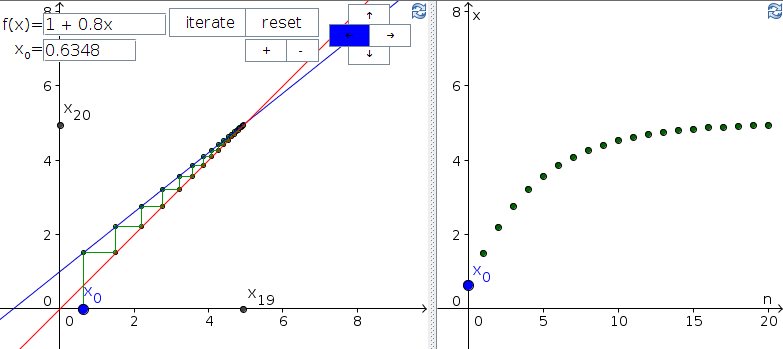 f(x)= 1 + 0.8x iterate reset ↑
← →
x₀= 0.6348 + - ↓
8
6
4
2
0
0 2 4 6 8
x₂₀
x₀
x₁₉
8
6
4
2
0
0 5 10 15 20
x
x₀
n